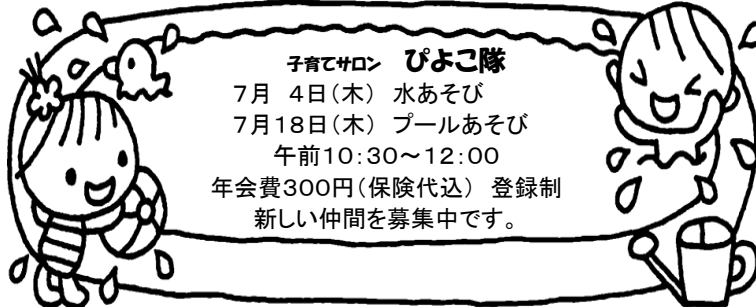 子育てサロン　ぴよこ隊
７月　４日（木）　水あそび
７月１８日（木）　プールあそび
午前１０：３０～１２：００
年会費３００円（保険代込）　登録制
新しい仲間を募集中です。